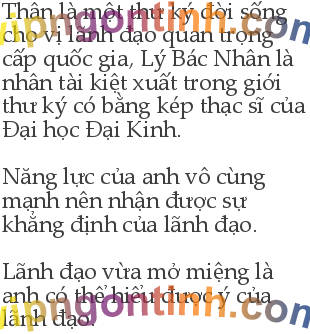 Thân là một thư ký đời sống
cho vị lãnh đạo quan trọng
cấp quốc gia, Lý Bác Nhân là
nhân tài kiệt xuất trong giới
thư ký có bằng kép thạc sĩ của
Đại học Đại Kinh.
Năng lực của anh vô cùng
mạnh nên nhận được sự
khẳng định của lãnh đạo.
Lãnh đạo vừa mở miệng là
anh có thể hiểu được ý của
lãnh đạo.